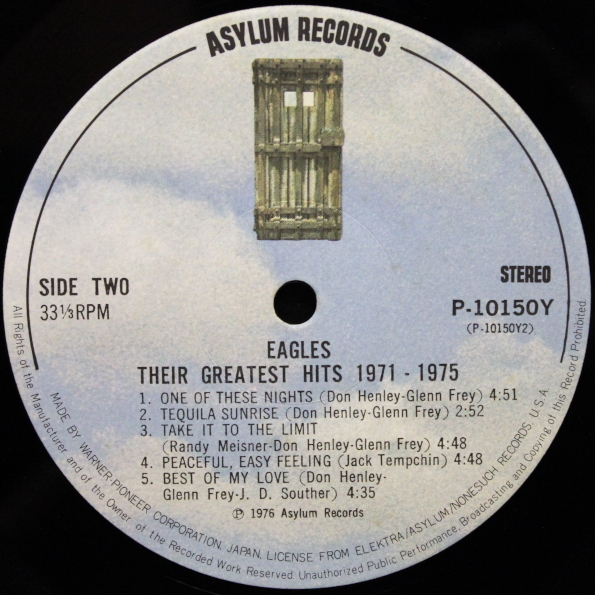 ASYLUM RECORDS
SIDE TWO
33⅓RPM
STEREO
P-10150Y
(P-10150Y2)
EAGLES
THEIR GREATEST HITS 1971 - 1975
1. ONE OF THESE NIGHTS (Don Henley-Glenn Frey) 4:51
2. TEQUILA SUNRISE (Don Henley-Glenn Frey) 2:52
3. TAKE IT TO THE LIMIT
(Randy Meisner-Don Henley-Glenn Frey) 4:48
4. PEACEFUL, EASY FEELING (Jack Tempchin) 4:48
5. BEST OF MY LOVE (Don Henley-
Glenn Frey-J. D. Souther) 4:35
Ⓟ 1976 Asylum Records
MADE BY WARNER-PIONEER CORPORATION, JAPAN, LICENSE FROM ELEKTRA/ASYLUM/NONESUCH RECORDS, U.S.A.
All Rights of the Manufacturer and of the Owner of the Recorded Work Reserved. Unauthorized Public Performance, Broadcasting and Copying of this Record Prohibited.